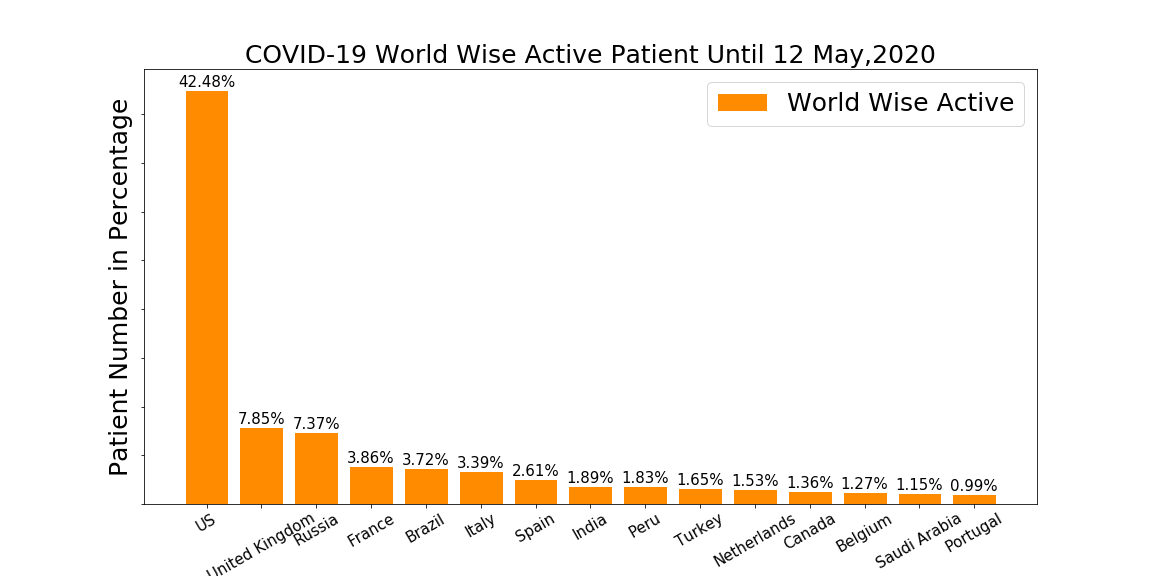 COVID-19 World Wise Active Patient Until 12 May,2020
World Wise Active
Patient Number in Percentage
42.48%
7.85%
7.37%
3.86%
3.72%
3.39%
2.61%
1.89%
1.83%
1.65%
1.53%
1.36%
1.27%
1.15%
0.99%
US
United Kingdom
Russia
France
Brazil
Italy
Spain
India
Peru
Turkey
Netherlands
Canada
Belgium
Saudi Arabia
Portugal